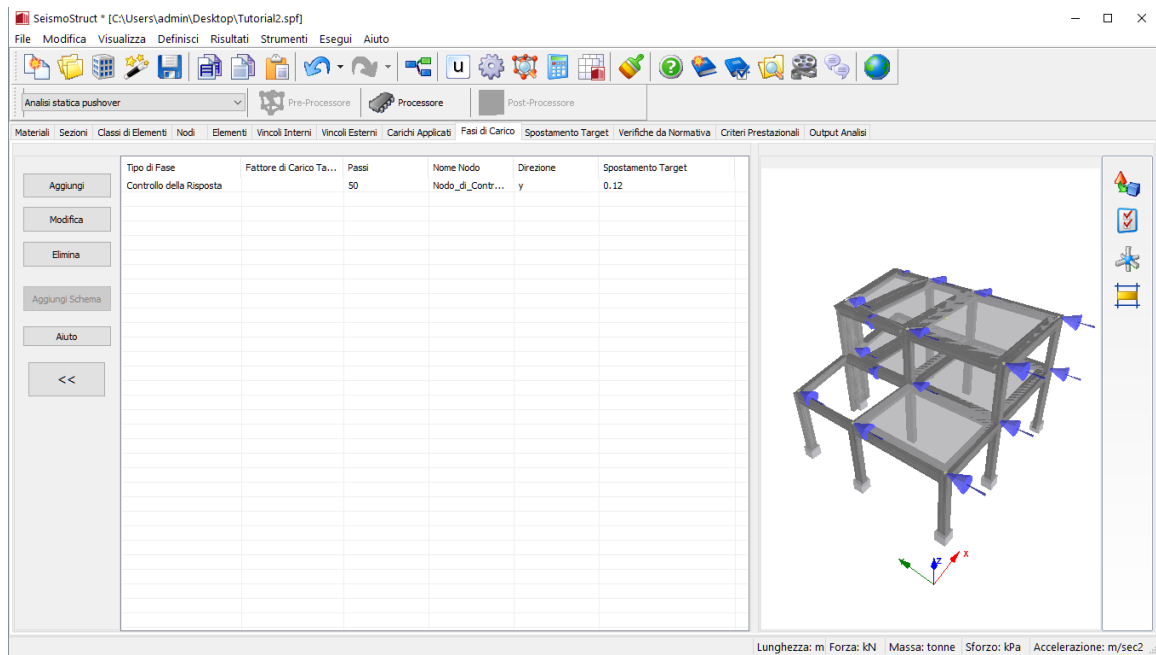 SeismoStruct * [C:\Users\admin\Desktop\Tutorial2.spf]
File Modifica Visualizza Definisci Risultati Strumenti Esegui Aiuto
u
Analisi statica pushover Pre-Processore Processore Post-Processore
Materiali Sezioni Classi di Elementi Nodi Elementi Vincoli Interni Vincoli Esterni Carichi Applicati Fasi di Carico Spostamento Target Verifiche da Normativa Criteri Prestazionali Output Analisi
Tipo di Fase Fattore di Carico Ta... Passi Nome Nodo Direzione Spostamento Target
Controllo della Risposta 50 Nodo_di_Contr... y 0.12
Aggiungi
Modifica
Elimina
Aggiungi Schema
Aiuto
<<
z x
Lunghezza: m Forza: kN Massa: tonne Sforzo: kPa Accelerazione: m/sec2